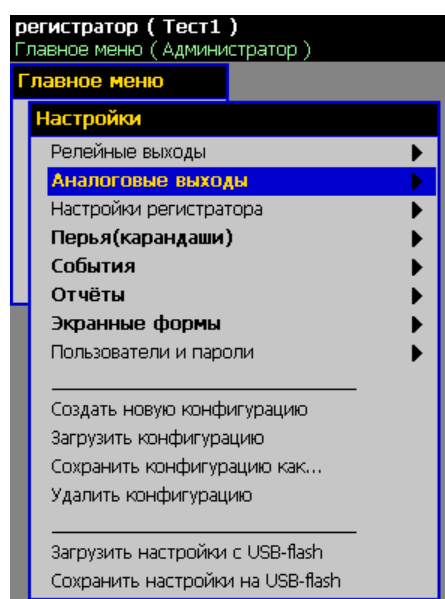 регистратор ( Тест1 )
Главное меню ( Администратор )
Главное меню
Настройки
Релейные выходы
Аналоговые выходы
Настройки регистратора
Перья(карандаши)
События
Отчёты
Экранные формы
Пользователи и пароли
Создать новую конфигурацию
Загрузить конфигурацию
Сохранить конфигурацию как...
Удалить конфигурацию
Загрузить настройки с USB-flash
Сохранить настройки на USB-flash